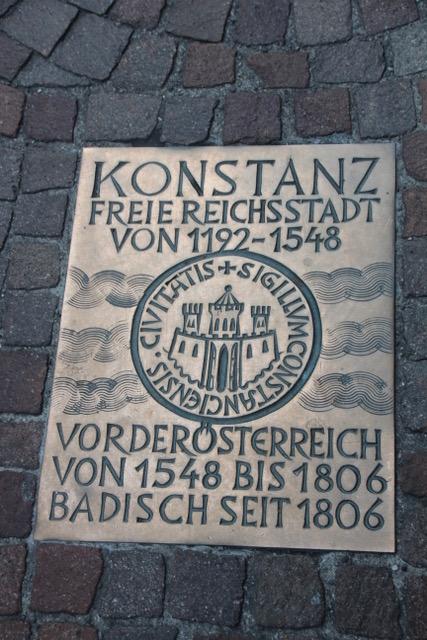 KONSTANZ
FREIE REICHSSTADT
VON 1192-1548
+ SIGILLVM CONSTANCIENSIS · CIVITATIS
VORDERÖSTERREICH
VON 1548 BIS 1806
BADISCH SEIT 1806